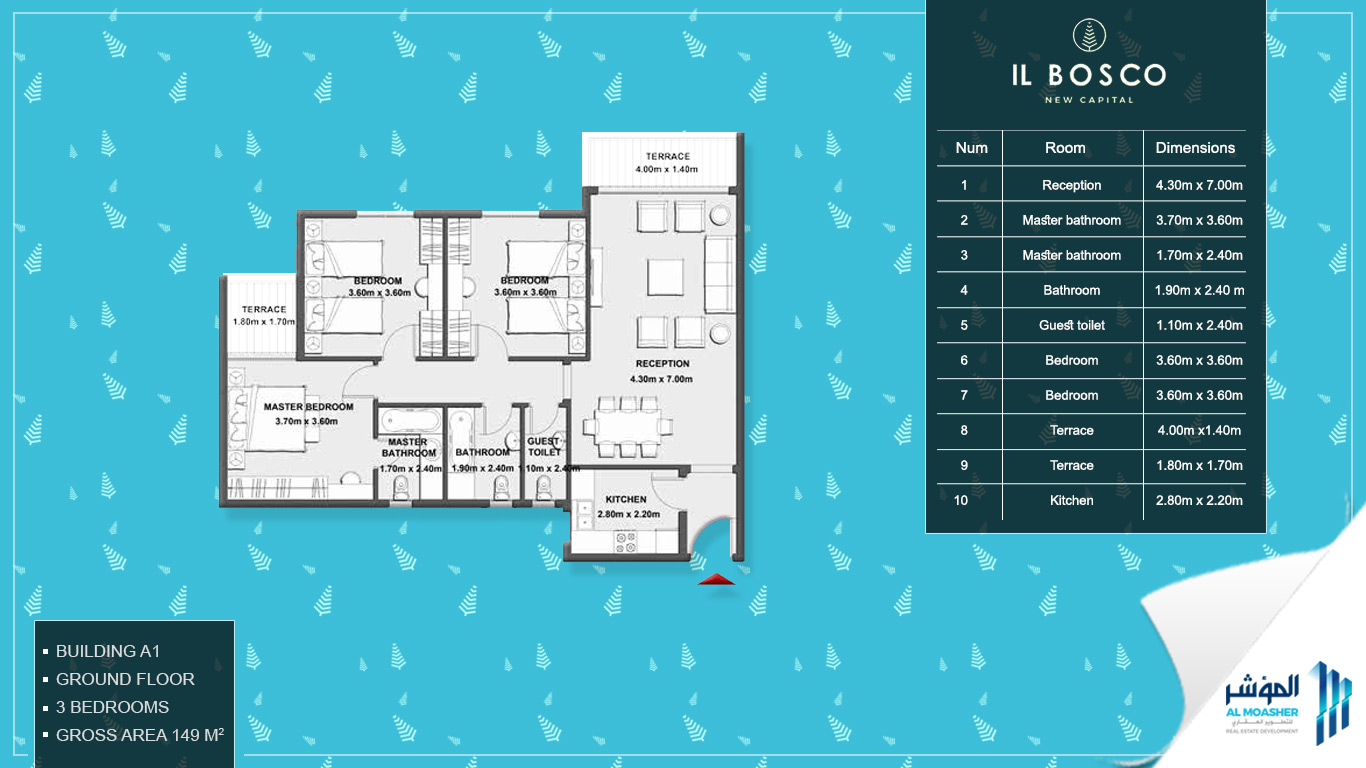 IL BOSCO
NEW CAPITAL
Num Room Dimensions
1 Reception 4.30m x 7.00m
2 Master bathroom 3.70m x 3.60m
3 Master bathroom 1.70m x 2.40m
4 Bathroom 1.90m x 2.40 m
5 Guest toilet 1.10m x 2.40m
6 Bedroom 3.60m x 3.60m
7 Bedroom 3.60m x 3.60m
8 Terrace 4.00m x1.40m
9 Terrace 1.80m x 1.70m
10 Kitchen 2.80m x 2.20m
TERRACE
4.00m x 1.40m
BEDROOM
3.60m x 3.60m
BEDROOM
3.60m x 3.60m
TERRACE
1.80m x 1.70m
RECEPTION
4.30m x 7.00m
MASTER BEDROOM
3.70m x 3.60m
MASTER
BATHROOM
1.70m x 2.40m
BATHROOM
1.90m x 2.40m
GUEST
TOILET
1.10m x 2.40m
KITCHEN
2.80m x 2.20m
BUILDING A1
GROUND FLOOR
3 BEDROOMS
GROSS AREA 149 M²
المؤشر
AL MOASHER
للتطوير العقاري
REAL ESTATE DEVELOPMENT